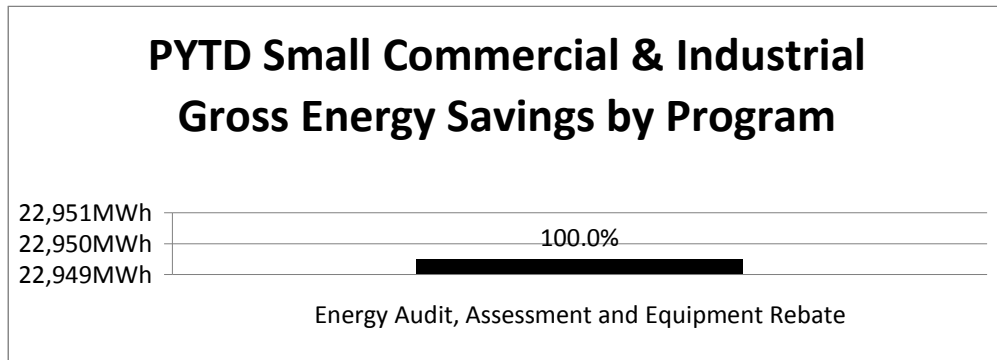 PYTD Small Commercial & Industrial
Gross Energy Savings by Program
22,951MWh
100.0%
22,950MWh
22,949MWh
Energy Audit, Assessment and Equipment Rebate